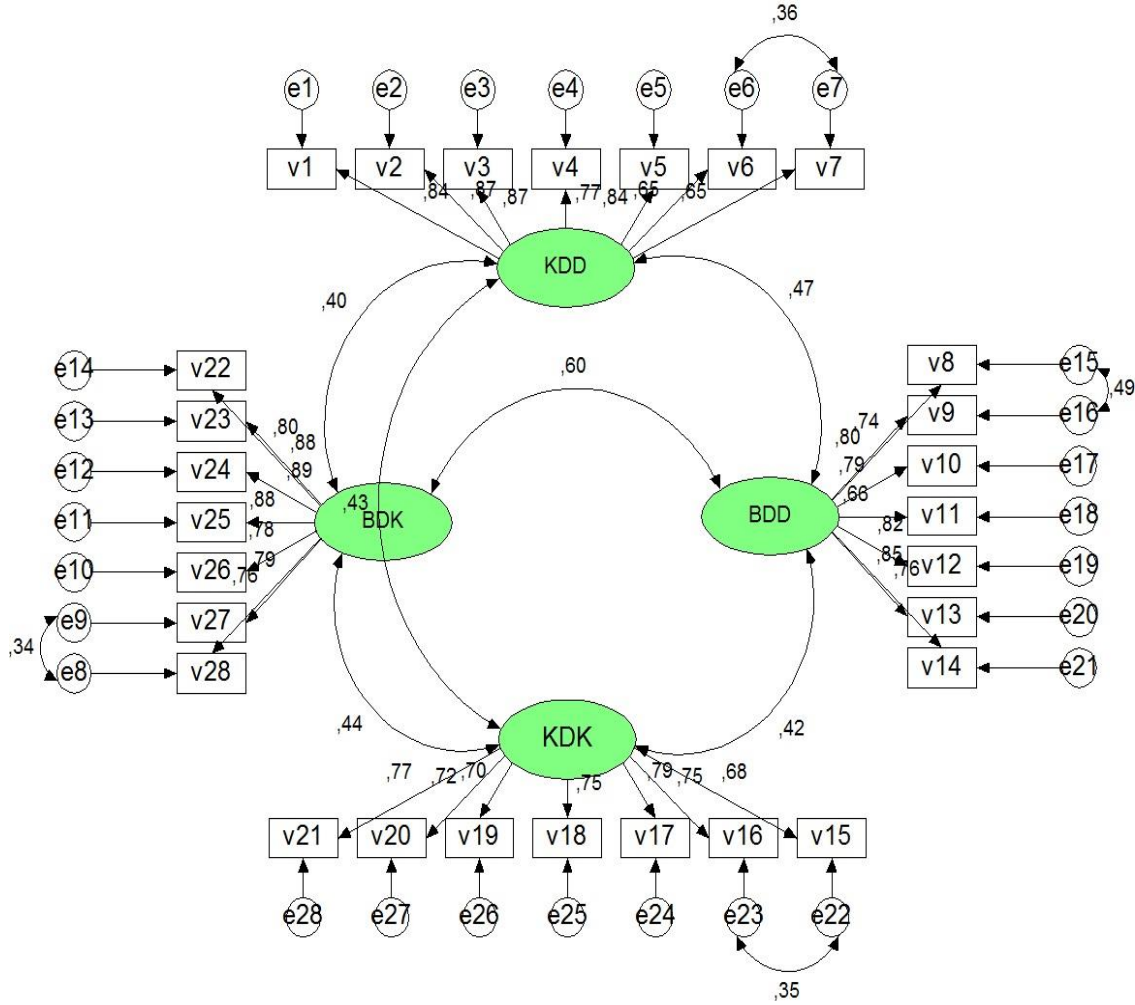 ,36
e1 e2 e3 e4 e5 e6 e7
v1 v2 v3 v4 v5 v6 v7
,84 ,87 ,87 ,77 ,84 ,65 ,65
KDD
,40 ,47
,60
e14 v22 v8 e15
,49
e13 v23 v9 e16
,80 ,88 ,80 ,74
e12 v24 v10 e17
,89 ,79
,88 ,43 ,66
e11 v25 BDK BDD v11 e18
,78 ,82
e10 v26 v12 e19
,79 ,76 ,85 ,76
e9 v27 v13 e20
,34
e8 v28 v14 e21
,44 ,42
KDK
,77 ,72 ,70 ,75 ,79 ,75 ,68
v21 v20 v19 v18 v17 v16 v15
e28 e27 e26 e25 e24 e23 e22
,35